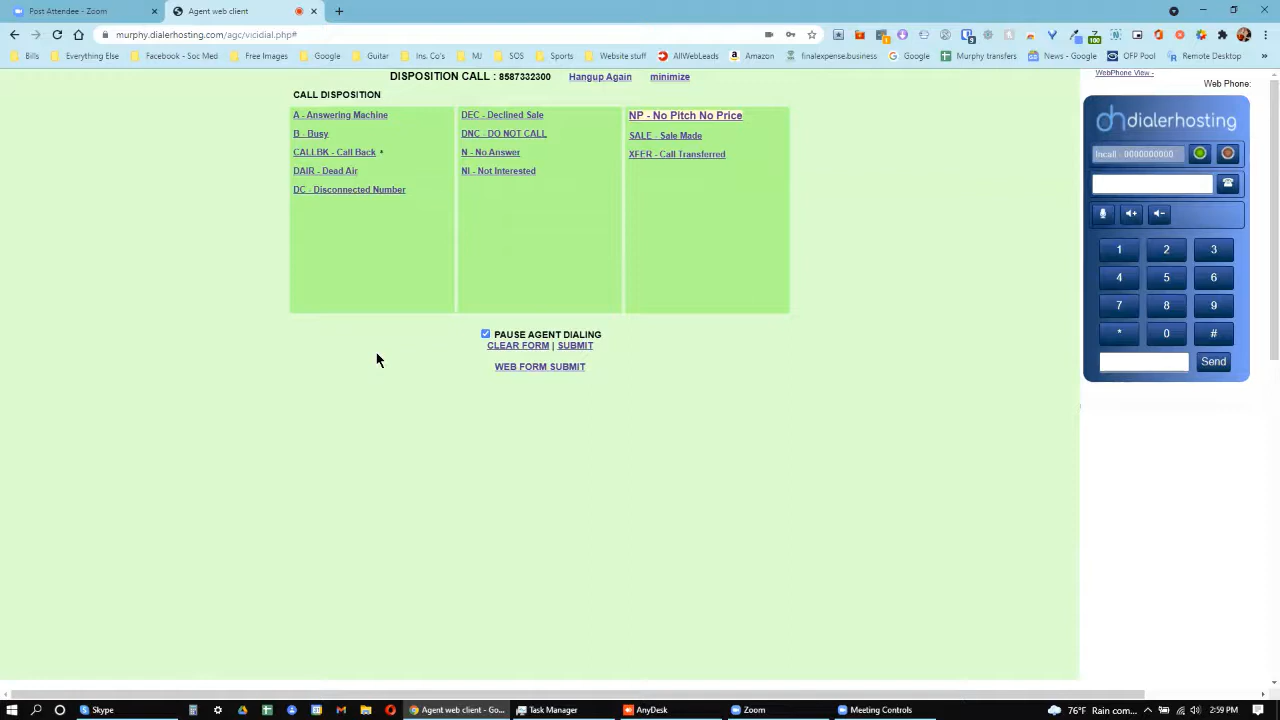 Post Attendee - Zoom
Agent web client
murphy.dialerhosting.com/agc/vicidial.php#
Bills
Everything Else
Facebook - Soc Med
Free Images
Google
Guitar
Ins. Co's
MJ
SOS
Sports
Website stuff
AllWebLeads
Amazon
finalexpense.business
Google
Murphy transfers
News - Google
OFP Pool
Remote Desktop
DISPOSITION CALL : 8587332300 Hangup Again minimize
WebPhone View -
Web Phone:
CALL DISPOSITION
A - Answering Machine
B - Busy
CALLBK - Call Back *
DAIR - Dead Air
DC - Disconnected Number
DEC - Declined Sale
DNC - DO NOT CALL
N - No Answer
NI - Not Interested
NP - No Pitch No Price
SALE - Sale Made
XFER - Call Transferred
PAUSE AGENT DIALING
CLEAR FORM | SUBMIT
WEB FORM SUBMIT
dh dialerhosting
Incall - 0000000000
1 2 3
4 5 6
7 8 9
* 0 #
Send
Skype
31
Agent web client - Go...
Task Manager
AnyDesk
Zoom
Meeting Controls
76°F Rain com...
2:59 PM